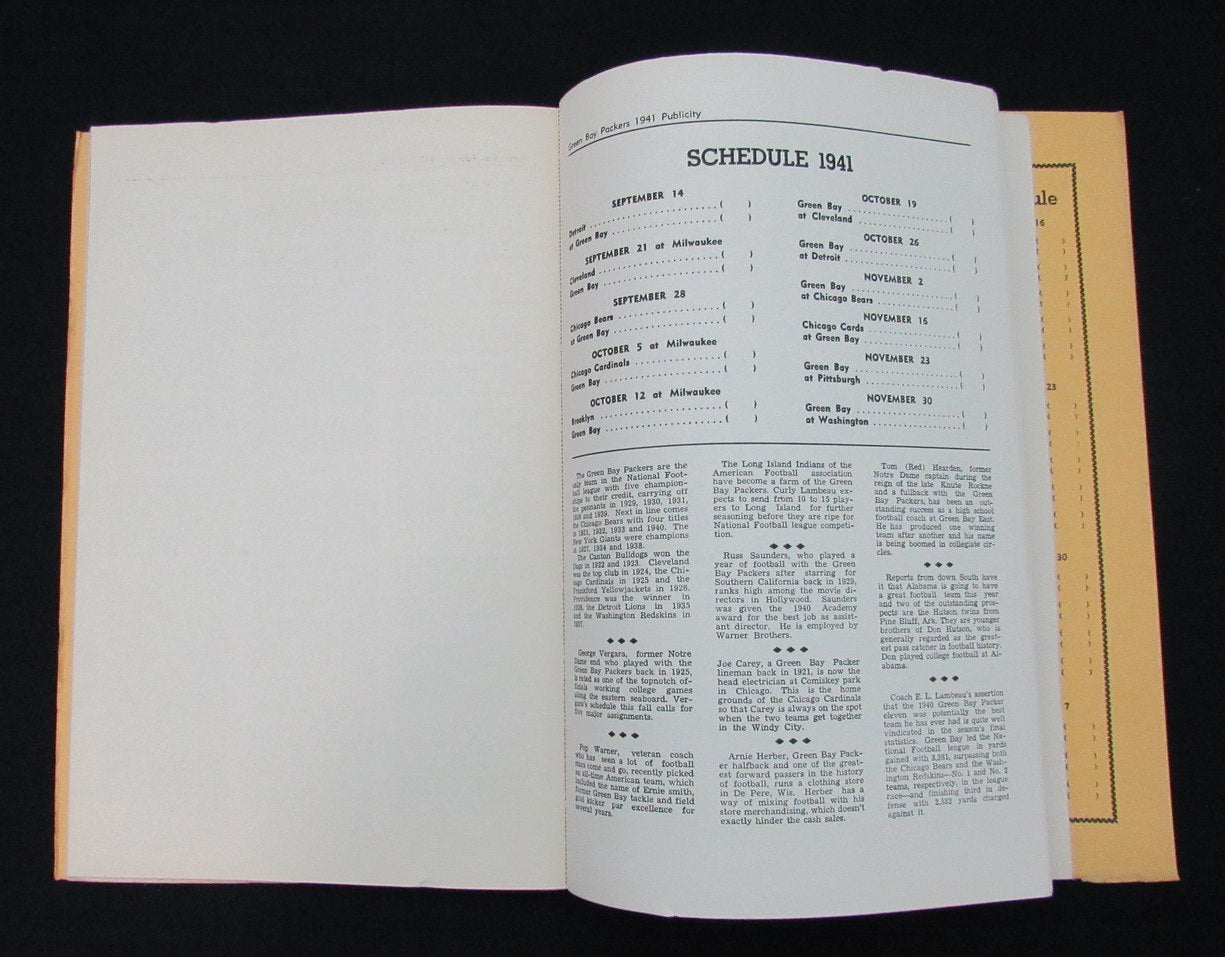 Green Bay Packers 1941 Publicity
SCHEDULE 1941
SEPTEMBER 14
Detroit ( )
at Green Bay ( )
SEPTEMBER 21 at Milwaukee
Cleveland ( )
Green Bay ( )
SEPTEMBER 28
Chicago Bears ( )
at Green Bay ( )
OCTOBER 5 at Milwaukee
Chicago Cardinals ( )
Green Bay ( )
OCTOBER 12 at Milwaukee
Brooklyn ( )
Green Bay ( )
OCTOBER 19
Green Bay ( )
at Cleveland ( )
OCTOBER 26
Green Bay ( )
at Detroit ( )
NOVEMBER 2
Green Bay ( )
at Chicago Bears ( )
NOVEMBER 16
Chicago Cards ( )
at Green Bay ( )
NOVEMBER 23
Green Bay ( )
at Pittsburgh ( )
NOVEMBER 30
Green Bay ( )
at Washington ( )
The Green Bay Packers are the
only team in the National Foot-
ball league with five champion-
ships to their credit, carrying off
the pennants in 1929, 1930, 1931,
1936 and 1939. Next in line comes
the Chicago Bears with four titles
in 1921, 1932, 1933 and 1940. The
New York Giants were champions
in 1927, 1934 and 1938.
The Canton Bulldogs won the
flags in 1922 and 1923. Cleveland
was the top club in 1924, the Chi-
cago Cardinals in 1925 and the
Frankford Yellowjackets in 1926.
Providence was the winner in
1928, the Detroit Lions in 1935
and the Washington Redskins in
1937.
George Vergara, former Notre
Dame end who played with the
Green Bay Packers back in 1925,
is rated as one of the topnotch of-
ficials working college games
along the eastern seaboard. Ver-
gara's schedule this fall calls for
five major assignments.
Pop Warner, veteran coach
who has seen a lot of football
stars come and go, recently picked
an all-time American team, which
included the name of Ernie smith,
former Green Bay tackle and field
goal kicker par excellence for
several years.
The Long Island Indians of the
American Football association
have become a farm of the Green
Bay Packers. Curly Lambeau ex-
pects to send from 10 to 15 play-
ers to Long Island for further
seasoning before they are ripe for
National Football league competi-
tion.
Russ Saunders, who played a
year of football with the Green
Bay Packers after starring for
Southern California back in 1929,
ranks high among the movie di-
rectors in Hollywood. Saunders
was given the 1940 Academy
award for the best job as assist-
ant director. He is employed by
Warner Brothers.
Joe Carey, a Green Bay Packer
lineman back in 1921, is now the
head electrician at Comiskey park
in Chicago. This is the home
grounds of the Chicago Cardinals
so that Carey is always on the spot
when the two teams get together
in the Windy City.
Arnie Herber, Green Bay Pack-
er halfback and one of the great-
est forward passers in the history
of football, runs a clothing store
in De Pere, Wis. Herber has a
way of mixing football with his
store merchandising, which doesn't
exactly hinder the cash sales.
Tom (Red) Hearden, former
Notre Dame captain during the
reign of the late Knute Rockne
and a fullback with the Green
Bay Packers, has been an out-
standing success as a high school
football coach at Green Bay East.
He has produced one winning
team after another and his name
is being boomed in collegiate cir-
cles.
Reports from down South have
it that Alabama is going to have
a great football team this year
and two of the outstanding pros-
pects are the Hutson twins from
Pine Bluff, Ark. They are younger
brothers of Don Hutson, who is
generally regarded as the great-
est pass catcher in football history.
Don played college football at Al-
abama.
Coach E. L. Lambeau's assertion
that the 1940 Green Bay Packer
eleven was potentially the best
team he has ever had is quite well
vindicated in the season's final
statistics. Green Bay led the Na-
tional Football league in yards
gained with 3,381, surpassing both
the Chicago Bears and the Wash-
ington Redskins—No. 1 and No. 2
teams, respectively, in the league
race—and finishing third in de-
fense with 2,532 yards charged
against it.
ule
16
23
30
7